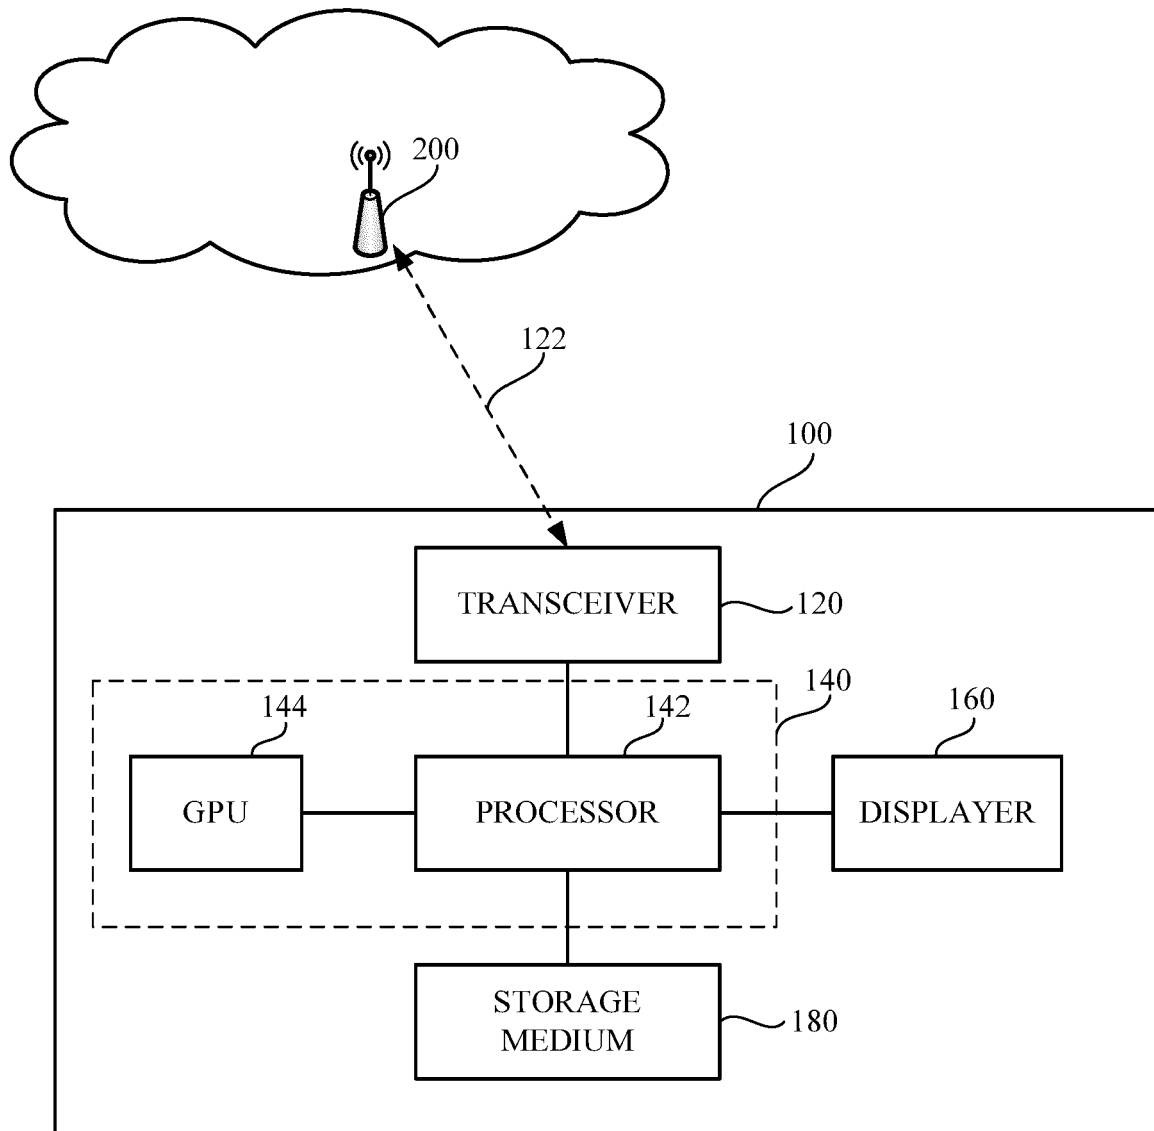 200
122
100
TRANSCEIVER
120
140
144
142
160
GPU
PROCESSOR
DISPLAYER
STORAGE
MEDIUM
180